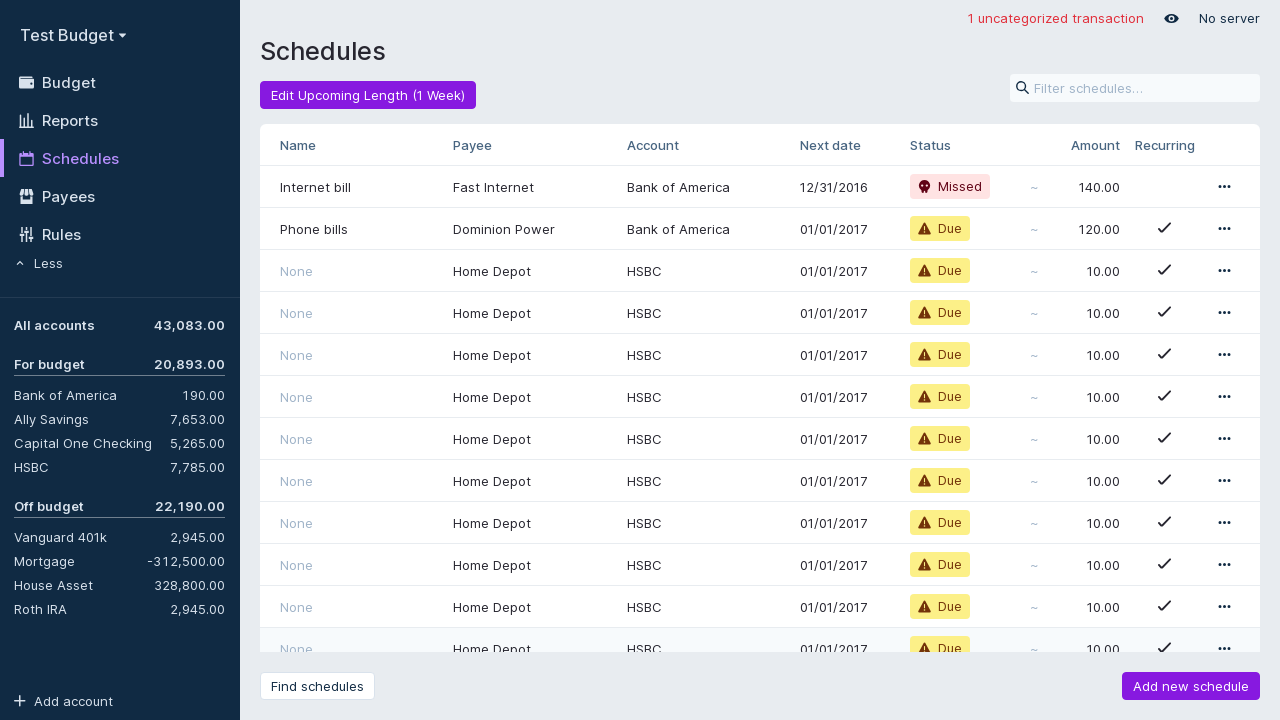 Test Budget
Budget
Reports
Schedules
Payees
Rules
Less
All accounts 43,083.00
For budget 20,893.00
Bank of America 190.00
Ally Savings 7,653.00
Capital One Checking 5,265.00
HSBC 7,785.00
Off budget 22,190.00
Vanguard 401k 2,945.00
Mortgage -312,500.00
House Asset 328,800.00
Roth IRA 2,945.00
Add account
1 uncategorized transaction
No server
Schedules
Edit Upcoming Length (1 Week)
Filter schedules…
Name Payee Account Next date Status Amount Recurring
Internet bill Fast Internet Bank of America 12/31/2016 Missed ~ 140.00
Phone bills Dominion Power Bank of America 01/01/2017 Due ~ 120.00
None Home Depot HSBC 01/01/2017 Due ~ 10.00
None Home Depot HSBC 01/01/2017 Due ~ 10.00
None Home Depot HSBC 01/01/2017 Due ~ 10.00
None Home Depot HSBC 01/01/2017 Due ~ 10.00
None Home Depot HSBC 01/01/2017 Due ~ 10.00
None Home Depot HSBC 01/01/2017 Due ~ 10.00
None Home Depot HSBC 01/01/2017 Due ~ 10.00
None Home Depot HSBC 01/01/2017 Due ~ 10.00
None Home Depot HSBC 01/01/2017 Due ~ 10.00
None Home Depot HSBC 01/01/2017 Due ~ 10.00
Find schedules
Add new schedule